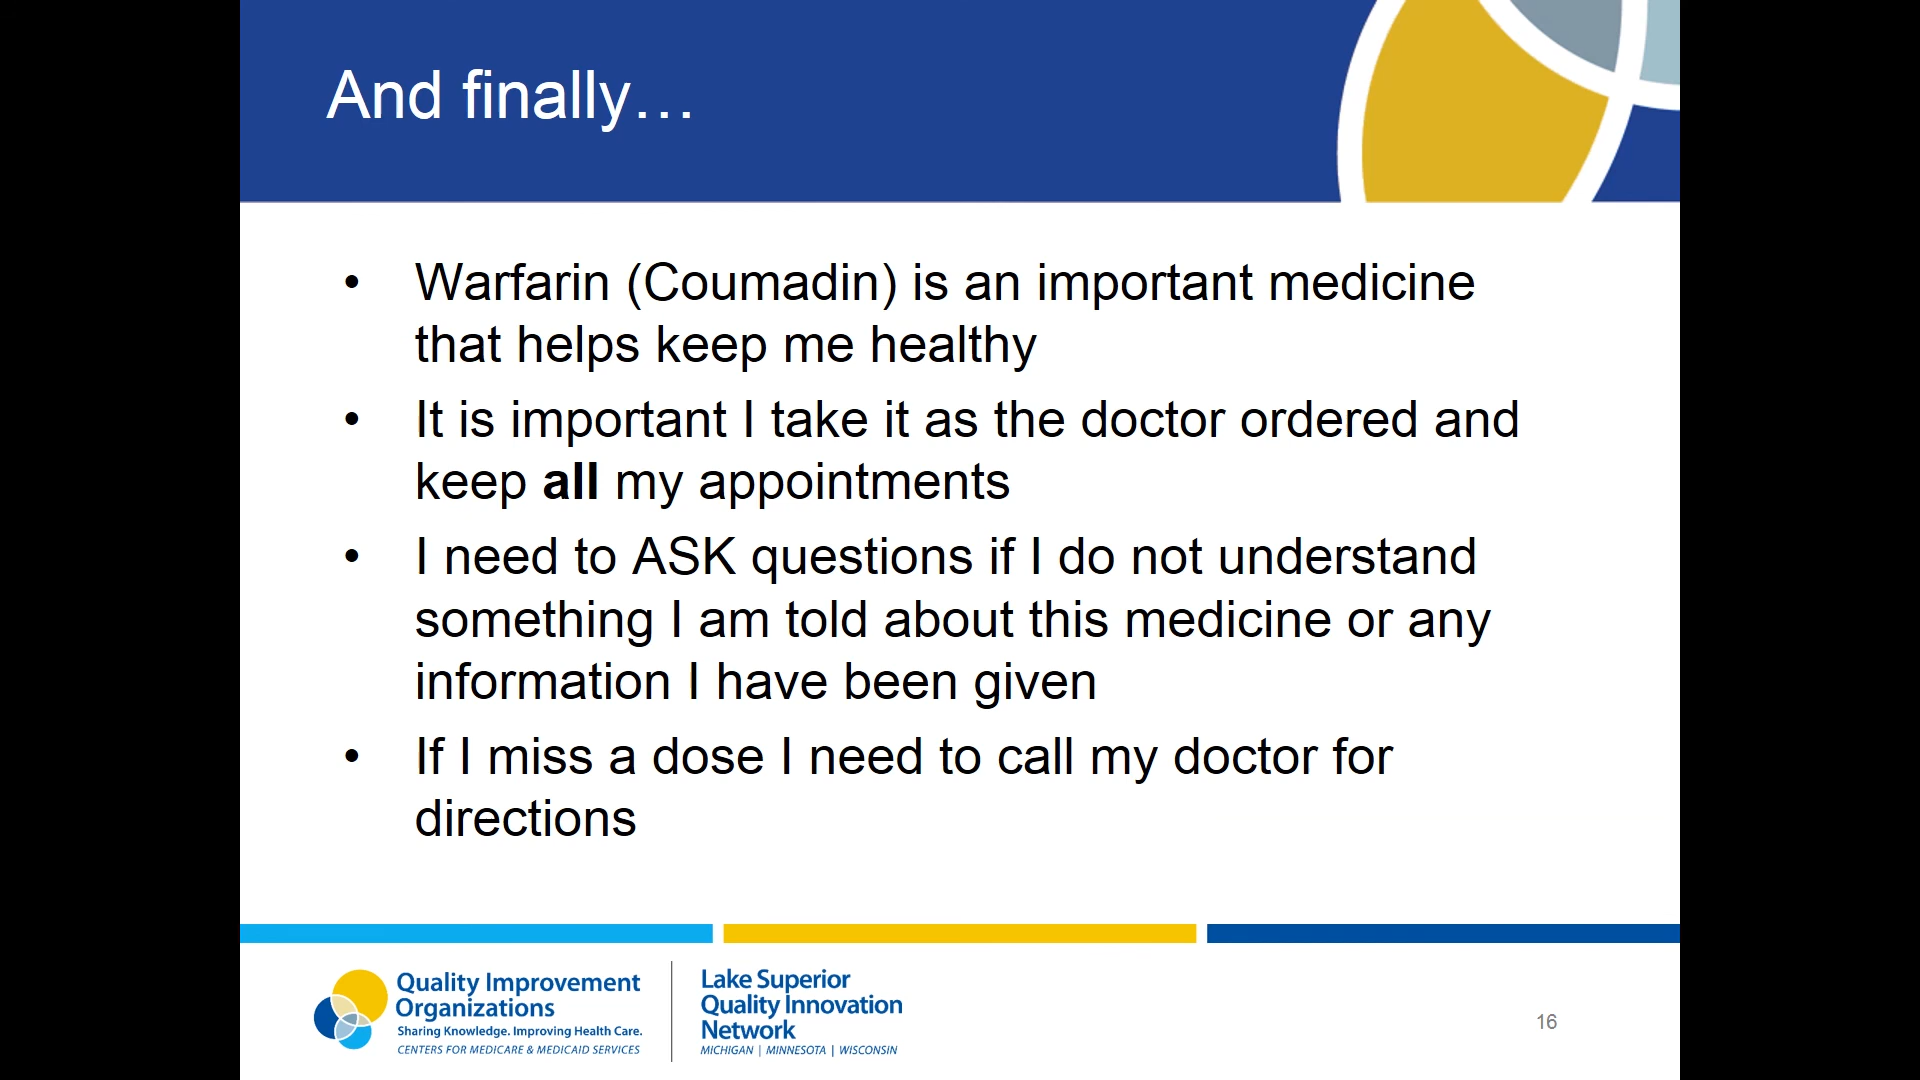 And finally…
• Warfarin (Coumadin) is an important medicine
that helps keep me healthy
• It is important I take it as the doctor ordered and
keep all my appointments
• I need to ASK questions if I do not understand
something I am told about this medicine or any
information I have been given
• If I miss a dose I need to call my doctor for
directions
Quality Improvement
Organizations
Sharing Knowledge. Improving Health Care.
CENTERS FOR MEDICARE & MEDICAID SERVICES
Lake Superior
Quality Innovation
Network
MICHIGAN | MINNESOTA | WISCONSIN
16